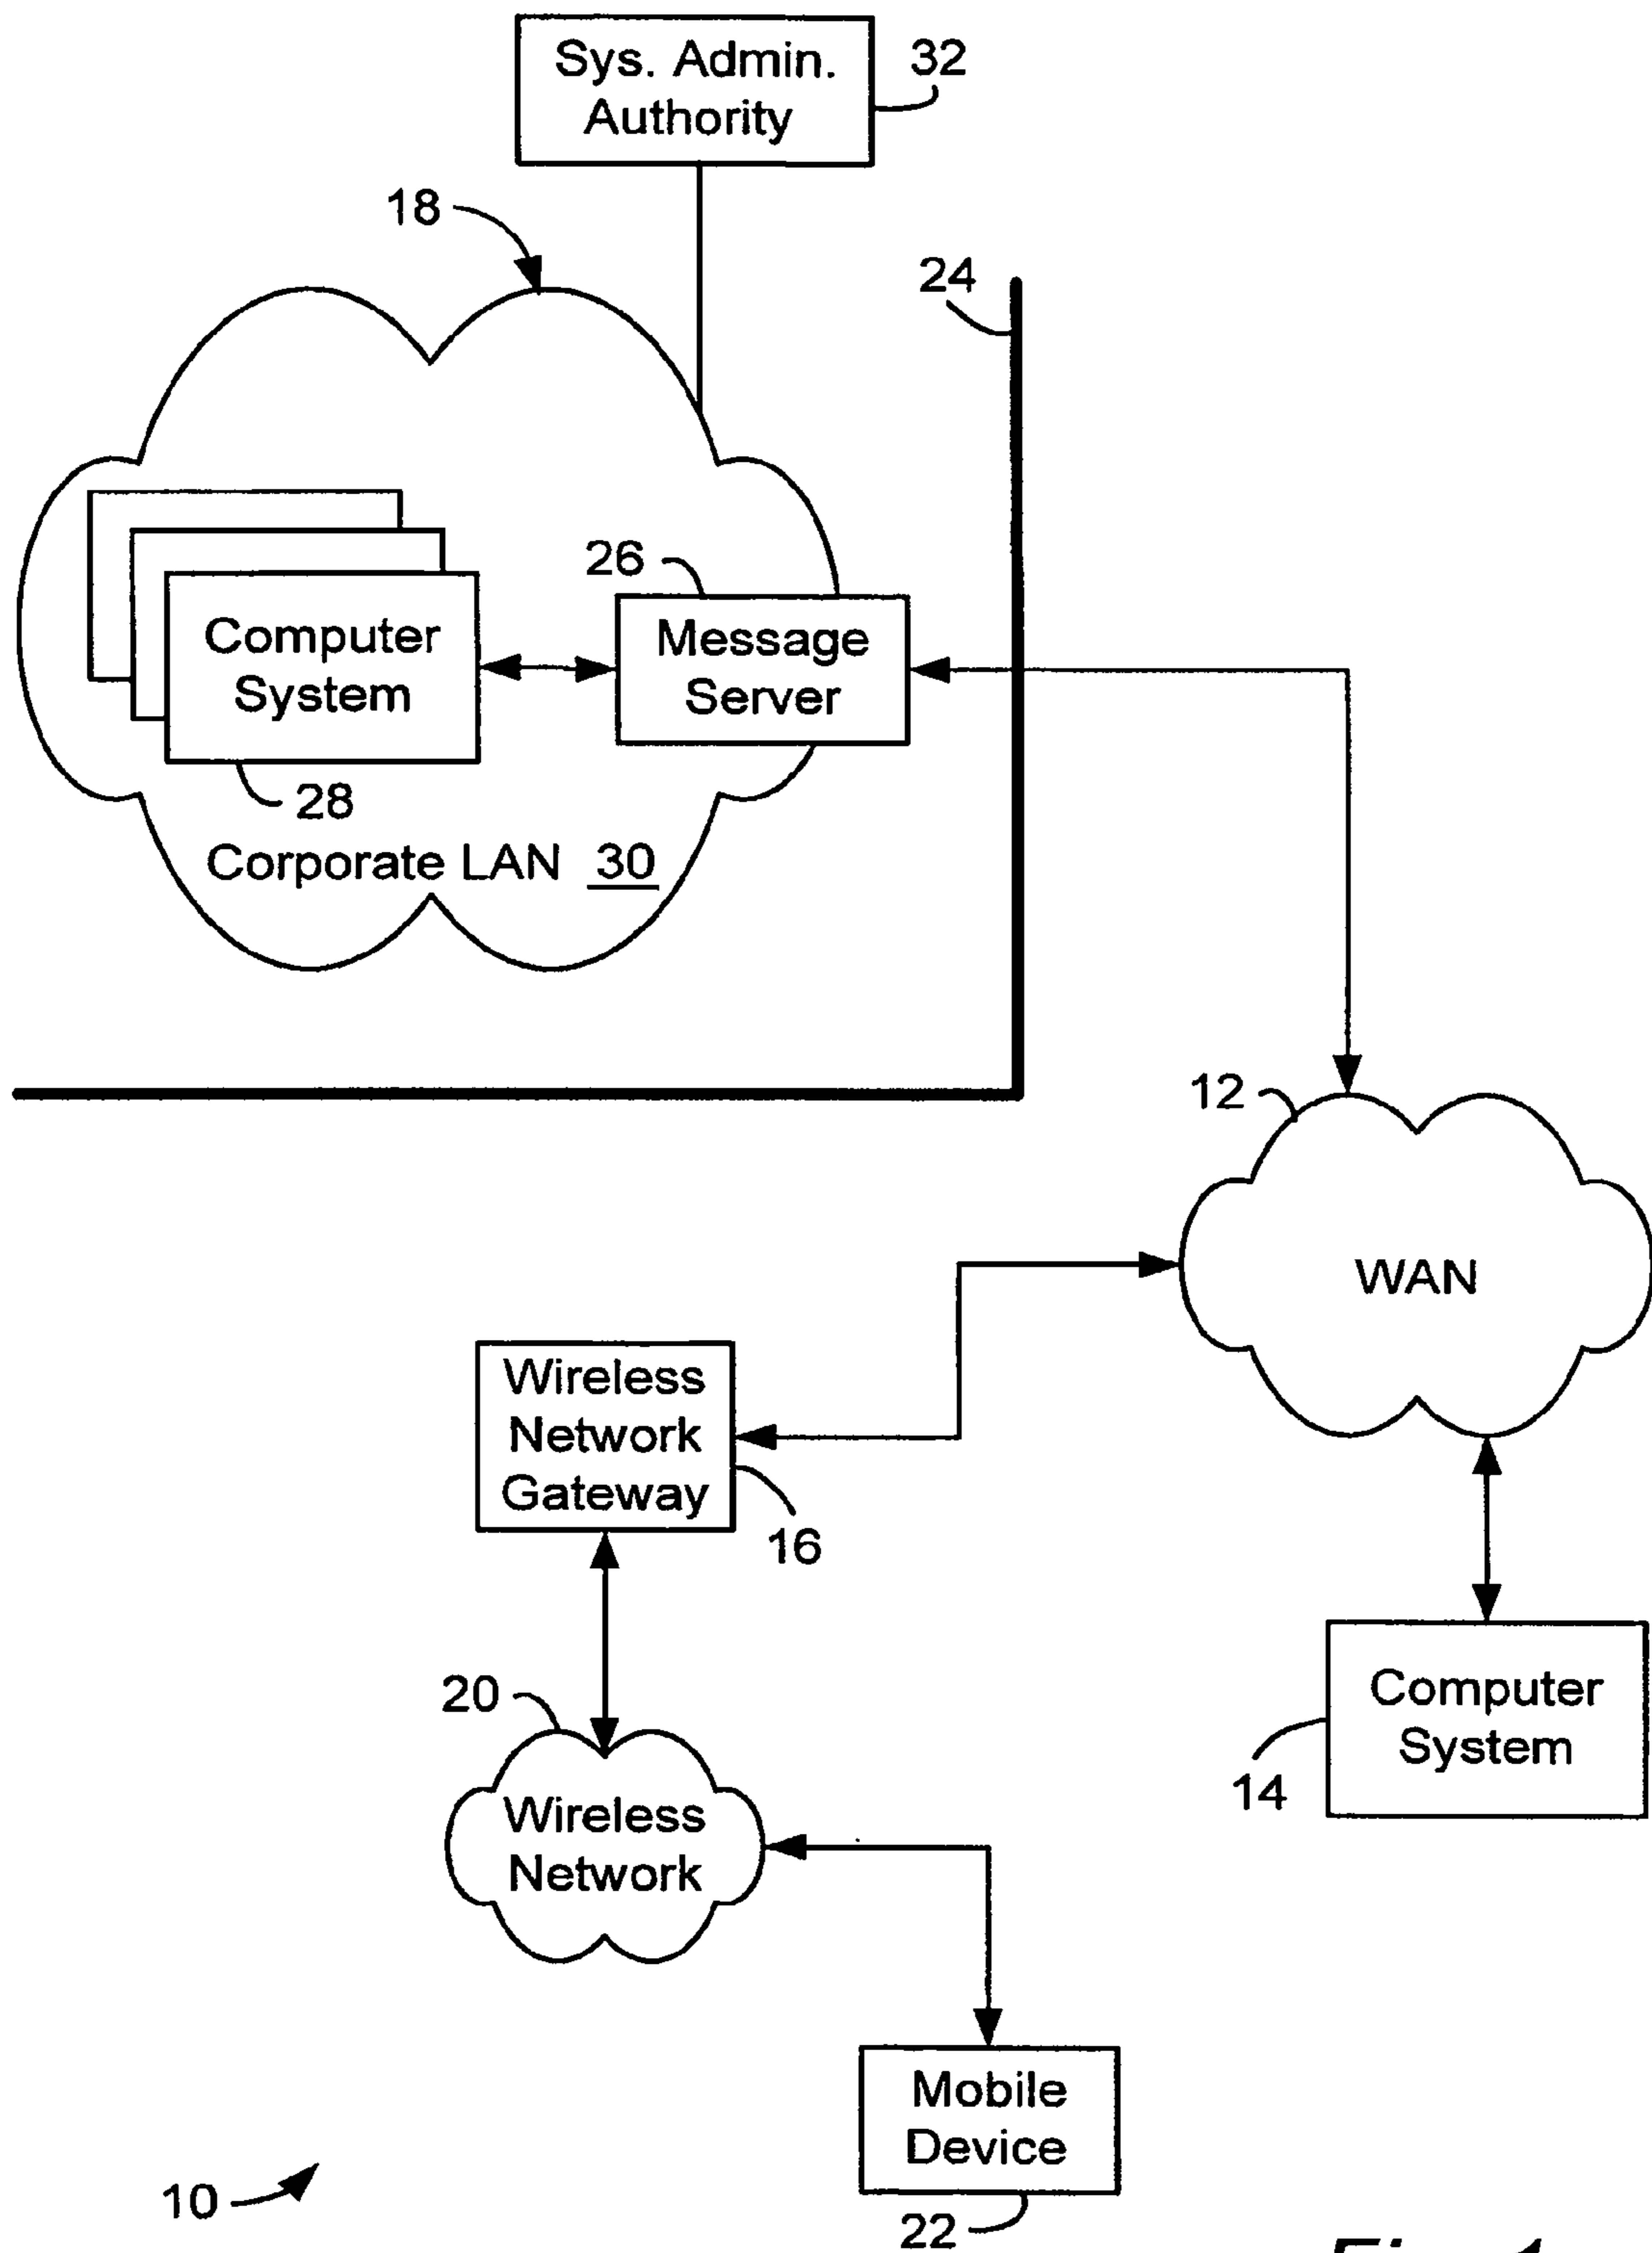 Sys. Admin.
Authority
32
18
24
26
Message
Server
Computer
System
28
Corporate LAN 30
12
WAN
Wireless
Network
Gateway
16
20
Wireless
Network
Computer
System
14
Mobile
Device
22
10